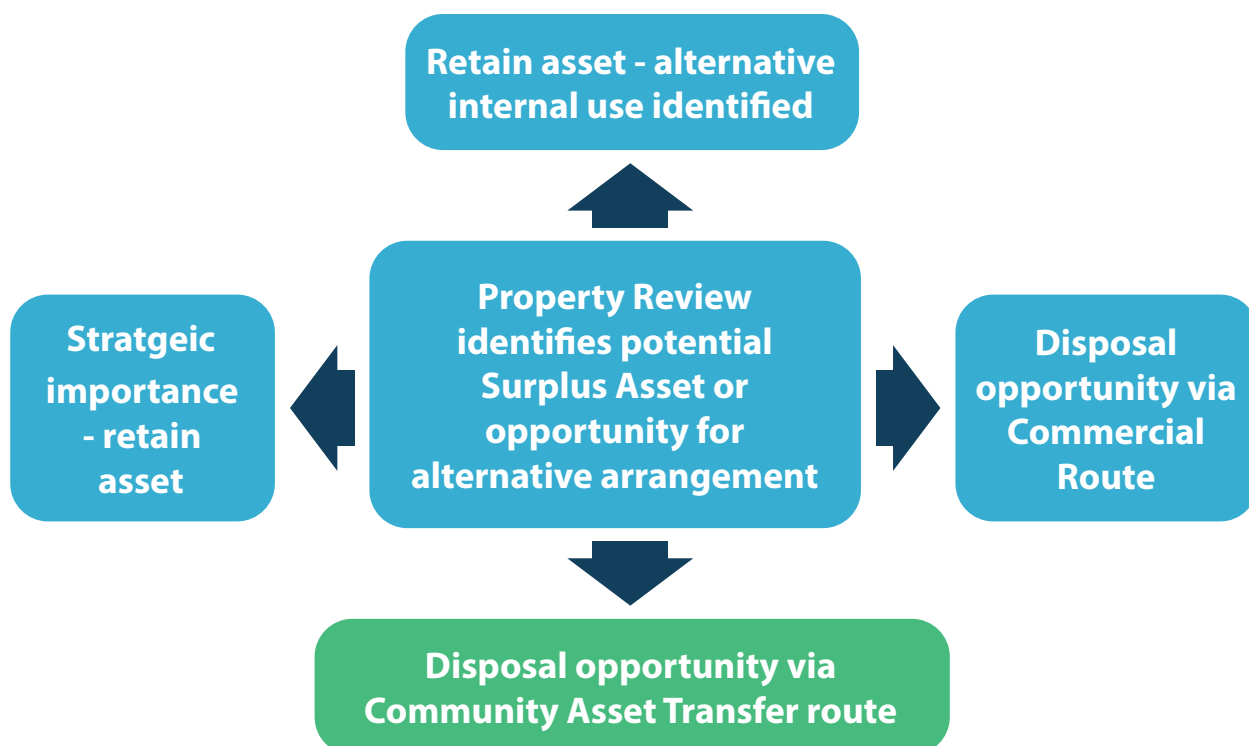 Retain asset - alternative
internal use identified
Property Review
identifies potential
Surplus Asset or
opportunity for
alternative arrangement
Stratgeic
importance
- retain
asset
Disposal
opportunity via
Commercial
Route
Disposal opportunity via
Community Asset Transfer route